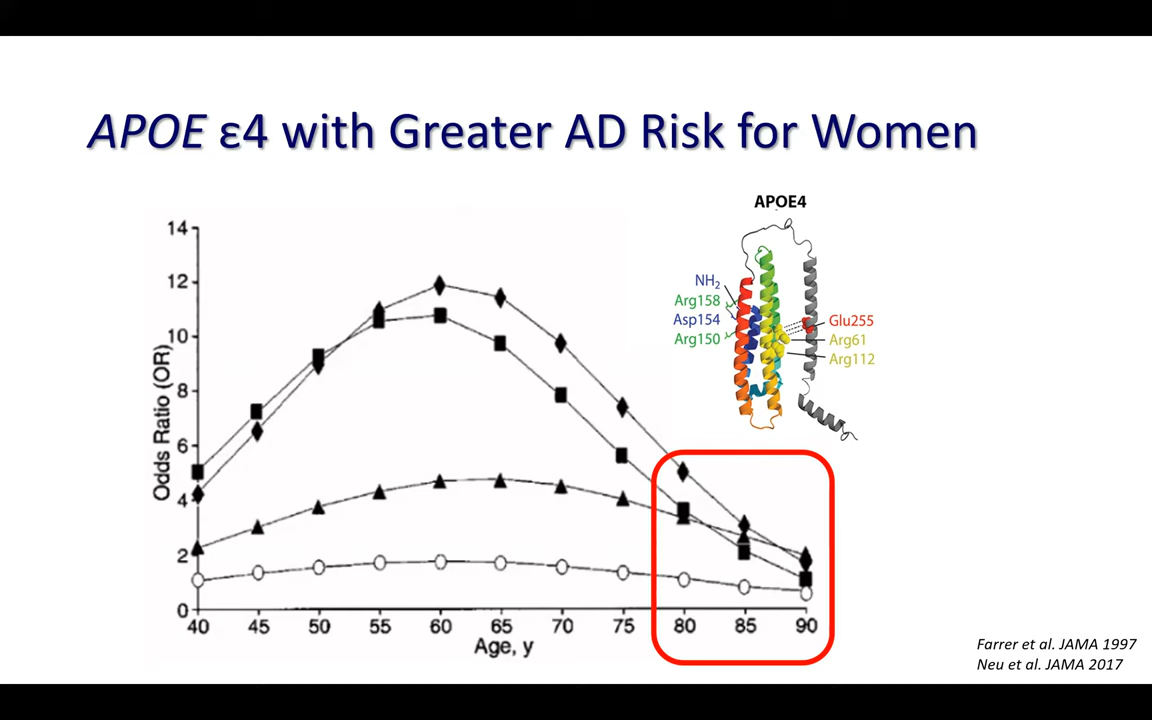 APOE ε4 with Greater AD Risk for Women
APOE4
NH2
Arg158
Asp154
Arg150
Glu255
Arg61
Arg112
Odds Ratio (OR)
14
12
10
8
6
4
2
0
40 45 50 55 60 65 70 75 80 85 90
Age, y
Farrer et al. JAMA 1997
Neu et al. JAMA 2017